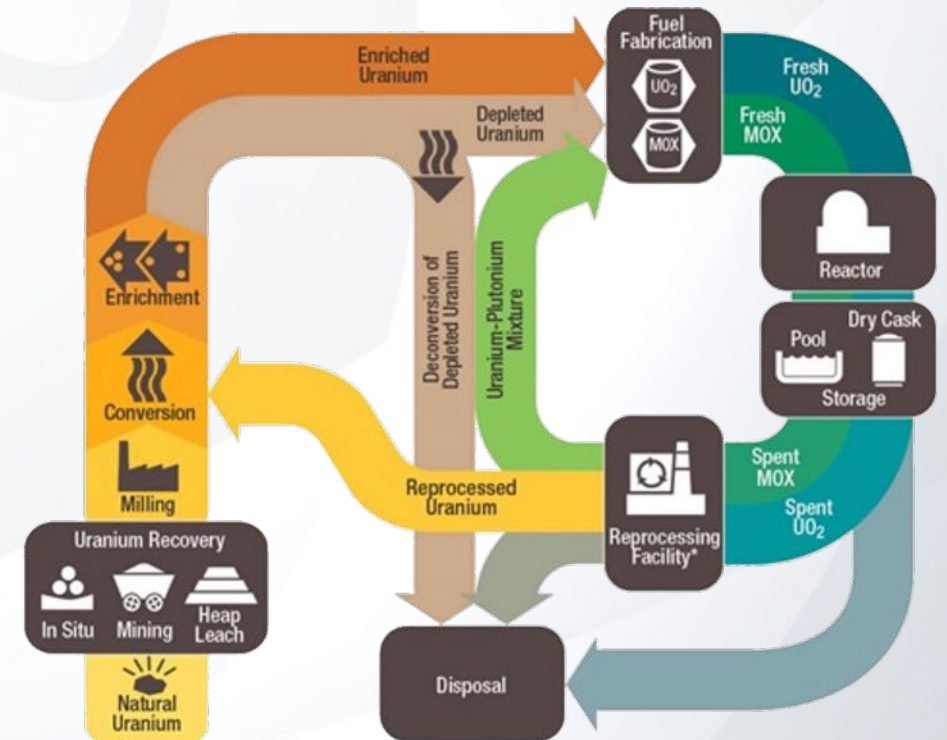 Fuel
Fabrication
UO₂
MOX
Enriched
Uranium
Depleted
Uranium
Fresh
UO₂
Fresh
MOX
Reactor
Pool
Dry Cask
Storage
Enrichment
Conversion
Milling
Deconversion of
Depleted Uranium
Uranium-Plutonium
Mixture
Reprocessed
Uranium
Reprocessing
Facility*
Spent
MOX
Spent
UO₂
Uranium Recovery
In Situ
Mining
Heap
Leach
Natural
Uranium
Disposal